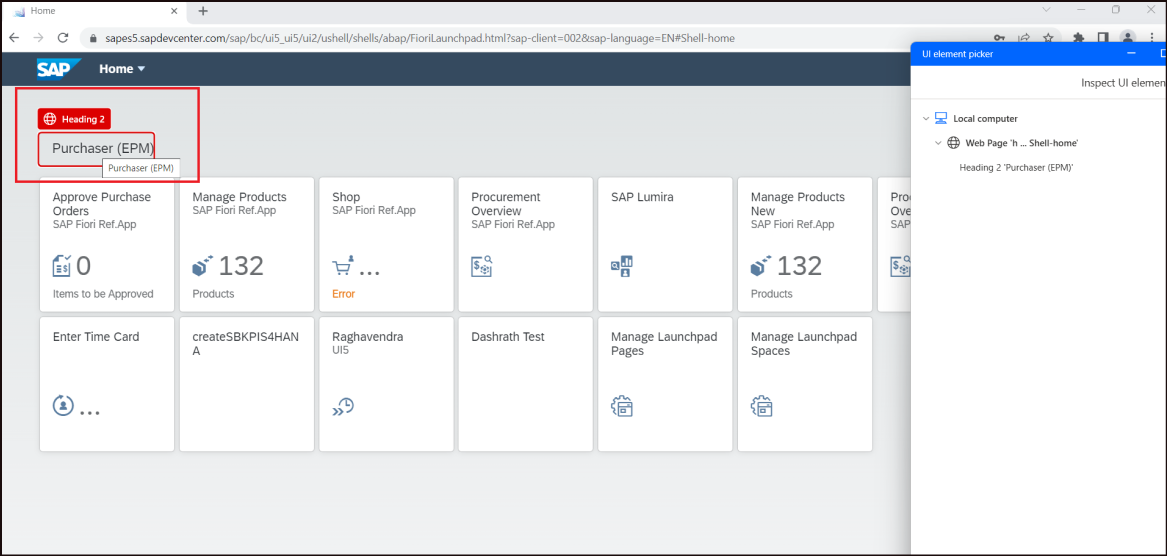 Home
sapes5.sapdevcenter.com/sap/bc/ui5_ui5/ui2/ushell/shells/abap/FioriLaunchpad.html?sap-client=002&sap-language=EN#Shell-home
UI element picker
SAP
Home
Inspect UI elemen
Local computer
Web Page 'h ... Shell-home'
Heading 2 'Purchaser (EPM)'
Heading 2
Purchaser (EPM)
Purchaser (EPM)
Approve Purchase
Orders
SAP Fiori Ref.App
0
Items to be Approved
Manage Products
SAP Fiori Ref.App
132
Products
Shop
SAP Fiori Ref.App
...
Error
Procurement
Overview
SAP Fiori Ref.App
SAP Lumira
Manage Products
New
SAP Fiori Ref.App
132
Products
Pro
Ove
SAP
Enter Time Card
...
createSBKPIS4HAN
A
Raghavendra
UI5
Dashrath Test
Manage Launchpad
Pages
Manage Launchpad
Spaces